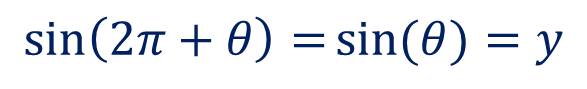 sin(2π + θ) = sin(θ) = y